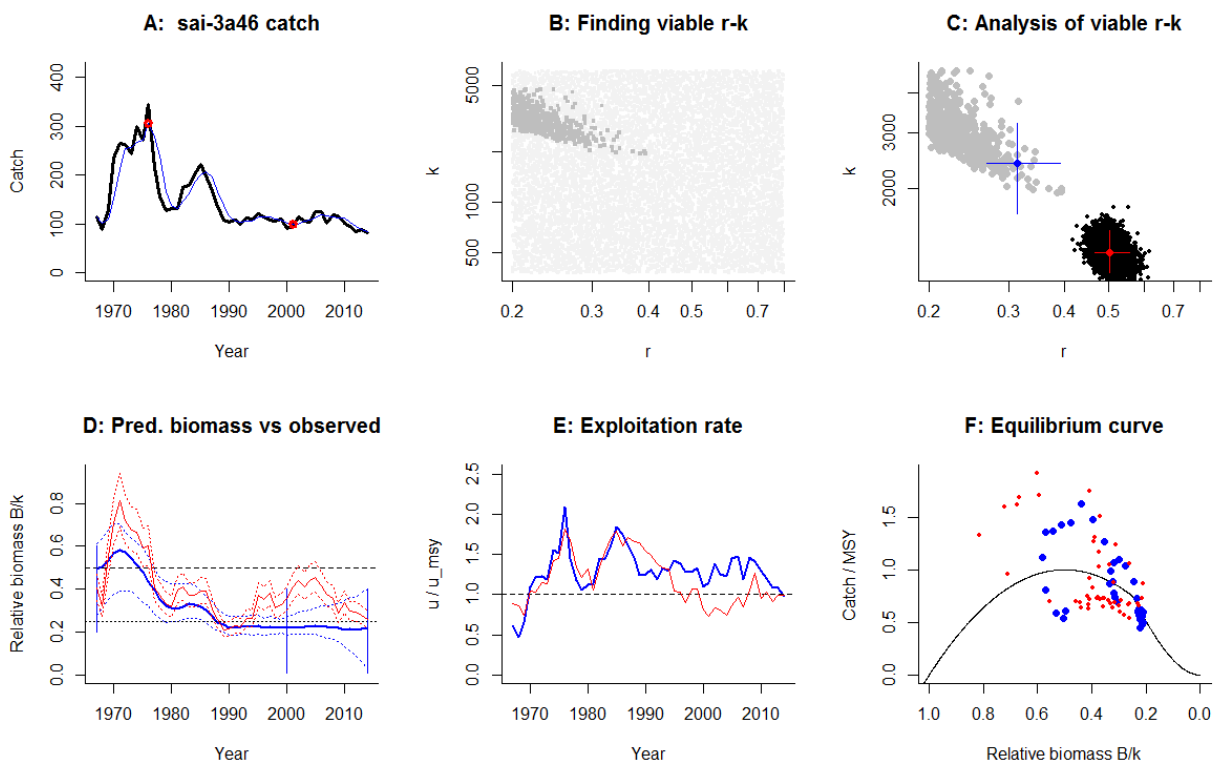 A:  sai-3a46 catch
Catch
400
300
200
100
0
1970 1980 1990 2000 2010
Year
B: Finding viable r-k
k
5000
1000
500
0.2 0.3 0.4 0.5 0.7
r
C: Analysis of viable r-k
k
3000
2000
0.2 0.3 0.4 0.5 0.7
r
D: Pred. biomass vs observed
Relative biomass B/k
0.8
0.6
0.4
0.2
0.0
1970 1980 1990 2000 2010
Year
E: Exploitation rate
u / u_msy
2.5
2.0
1.5
1.0
0.5
0.0
1970 1980 1990 2000 2010
Year
F: Equilibrium curve
Catch / MSY
1.5
1.0
0.5
0.0
1.0 0.8 0.6 0.4 0.2 0.0
Relative biomass B/k